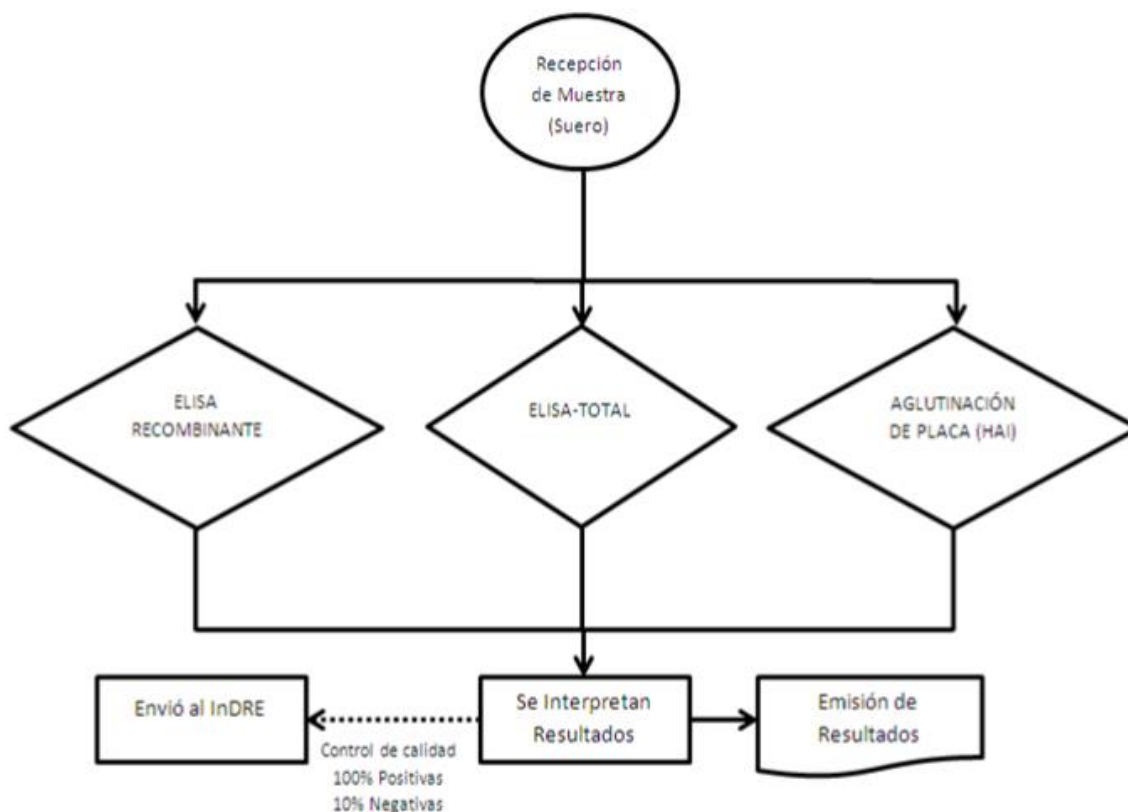 Recepción
de Muestra
(Suero)
ELISA
RECOMBINANTE
ELISA-TOTAL
AGLUTINACIÓN
DE PLACA (HAI)
Envió al InDRE
Control de calidad
100% Positivas
10% Negativas
Se Interpretan
Resultados
Emisión de
Resultados